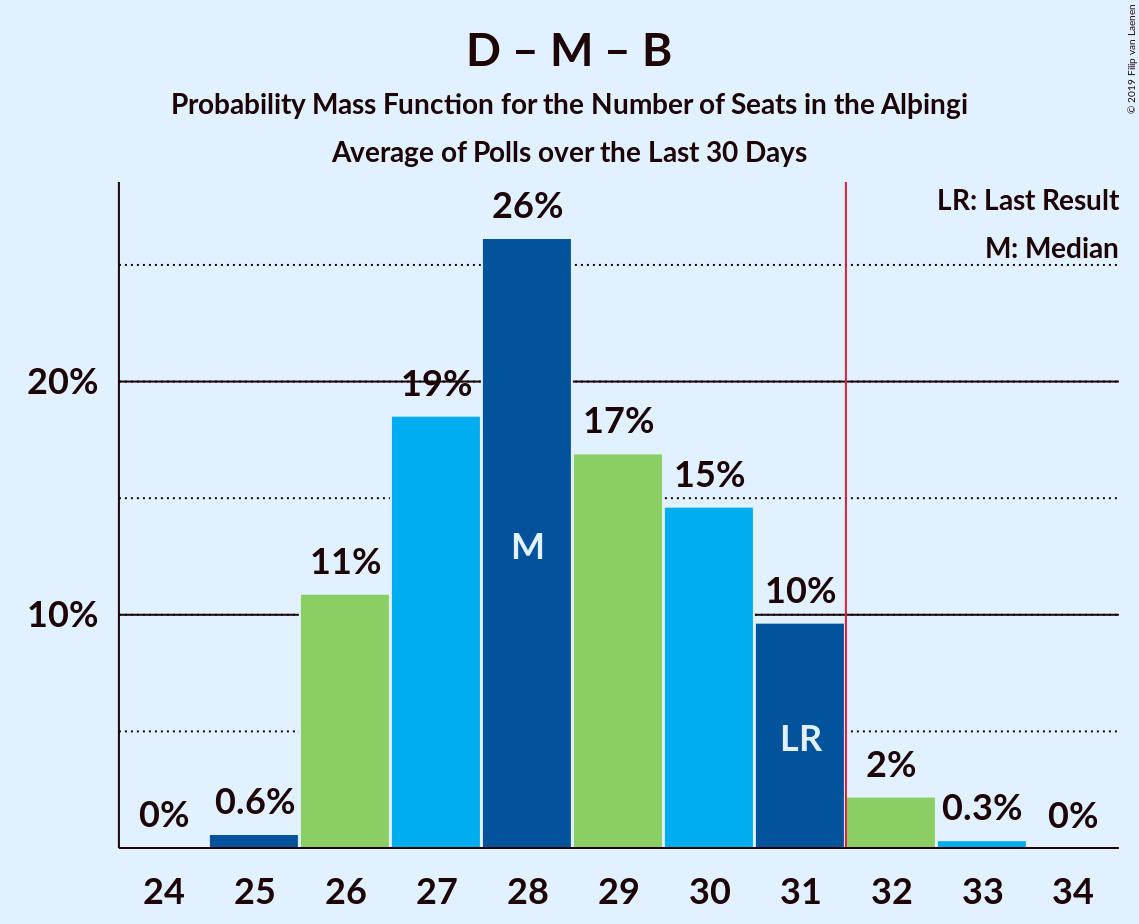 D – M – B
Probability Mass Function for the Number of Seats in the Alþingi
Average of Polls over the Last 30 Days
© 2019 Filip van Laenen
LR: Last Result
M: Median
26%
20%
19%
17%
15%
M
11%
10%
10%
LR
2%
0%
0.6%
0.3%
0%
24 25 26 27 28 29 30 31 32 33 34